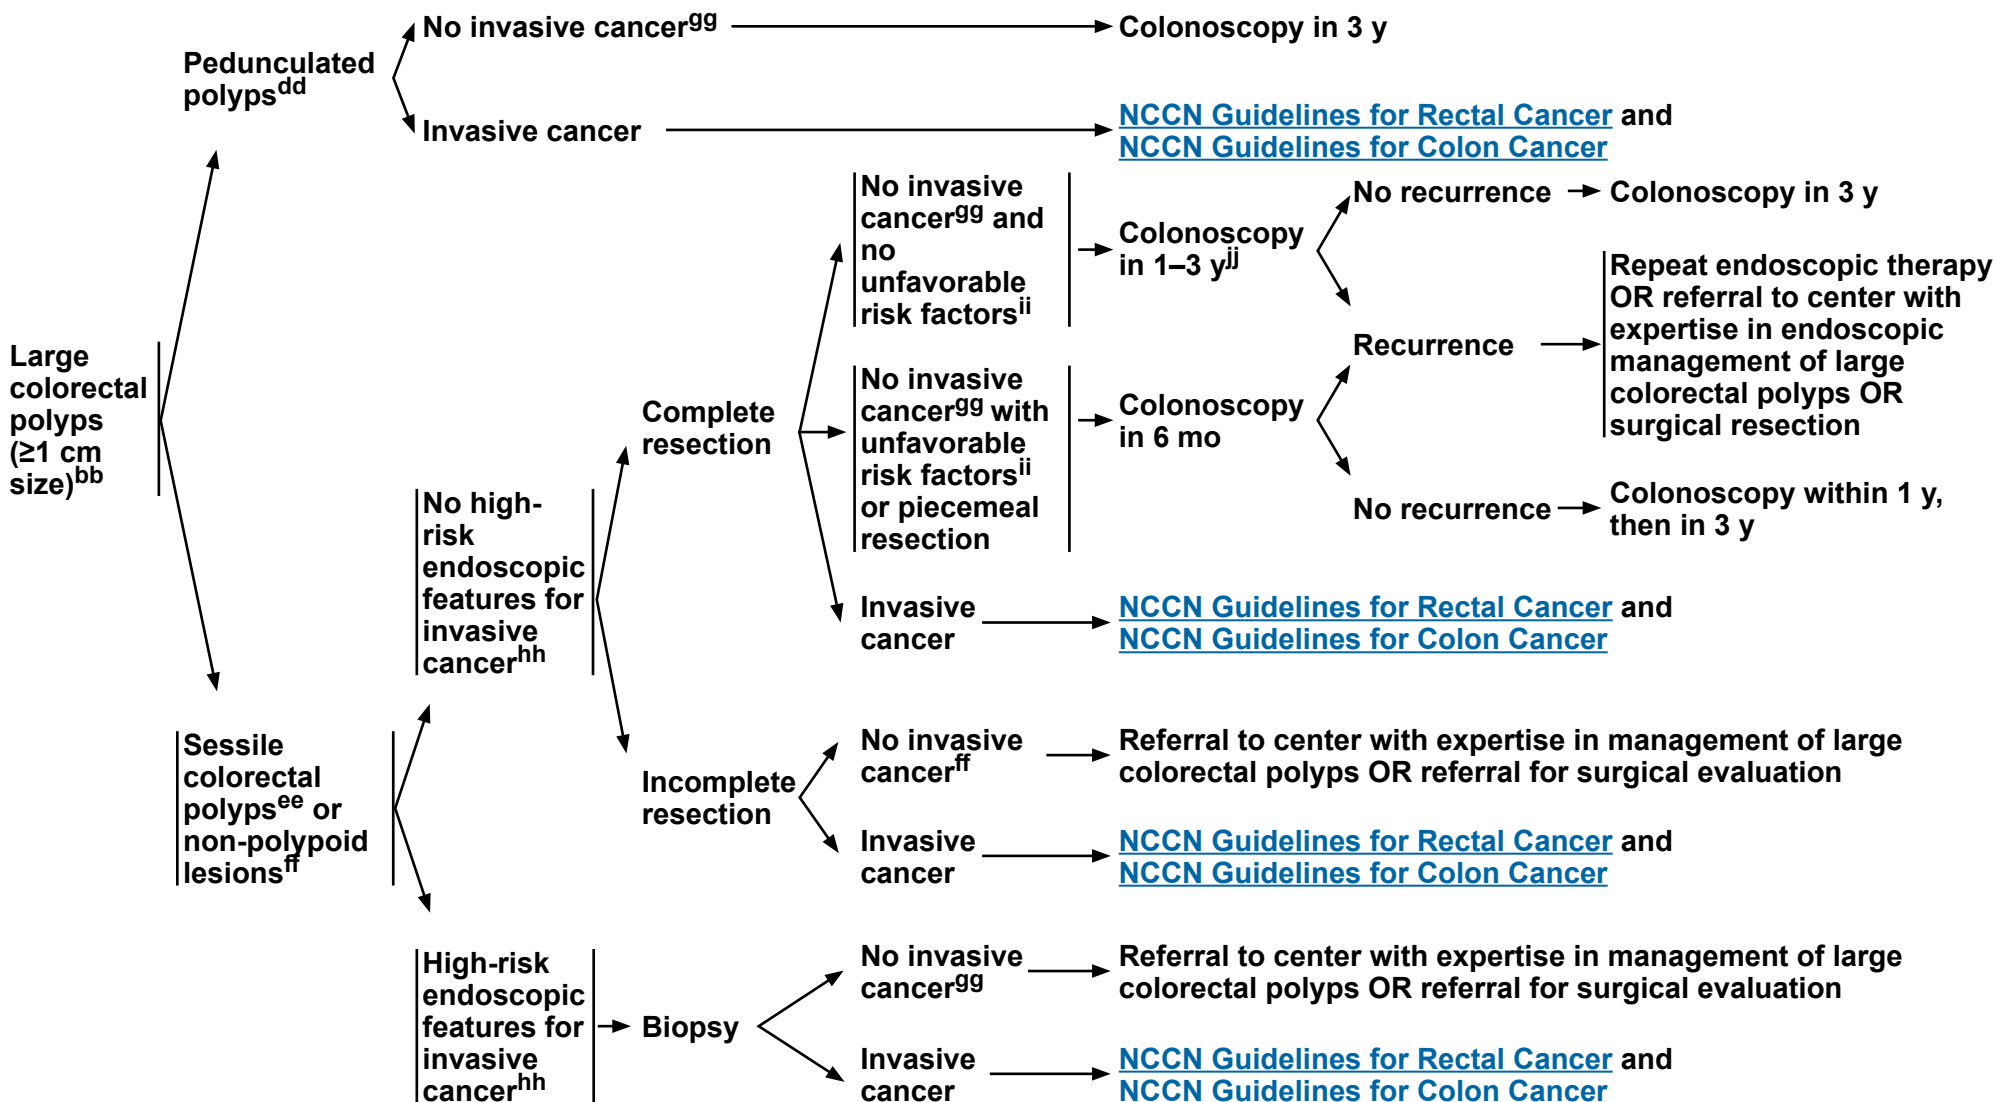 Large
colorectal
polyps
(≥1 cm
size)bb
Pedunculated
polypsdd
No invasive cancergg
Colonoscopy in 3 y
Invasive cancer
NCCN Guidelines for Rectal Cancer and
NCCN Guidelines for Colon Cancer
Sessile
colorectal
polypsee or
non-polypoid
lesionsff
No high-
risk
endoscopic
features for
invasive
cancerhh
Complete
resection
No invasive
cancergg and
no
unfavorable
risk factorsii
Colonoscopy
in 1–3 yjj
No recurrence
Colonoscopy in 3 y
Recurrence
Repeat endoscopic therapy
OR referral to center with
expertise in endoscopic
management of large
colorectal polyps OR
surgical resection
No invasive
cancergg with
unfavorable
risk factorsii
or piecemeal
resection
Colonoscopy
in 6 mo
No recurrence
Colonoscopy within 1 y,
then in 3 y
Invasive
cancer
NCCN Guidelines for Rectal Cancer and
NCCN Guidelines for Colon Cancer
Incomplete
resection
No invasive
cancerff
Referral to center with expertise in management of large
colorectal polyps OR referral for surgical evaluation
Invasive
cancer
NCCN Guidelines for Rectal Cancer and
NCCN Guidelines for Colon Cancer
High-risk
endoscopic
features for
invasive
cancerhh
Biopsy
No invasive
cancergg
Referral to center with expertise in management of large
colorectal polyps OR referral for surgical evaluation
Invasive
cancer
NCCN Guidelines for Rectal Cancer and
NCCN Guidelines for Colon Cancer